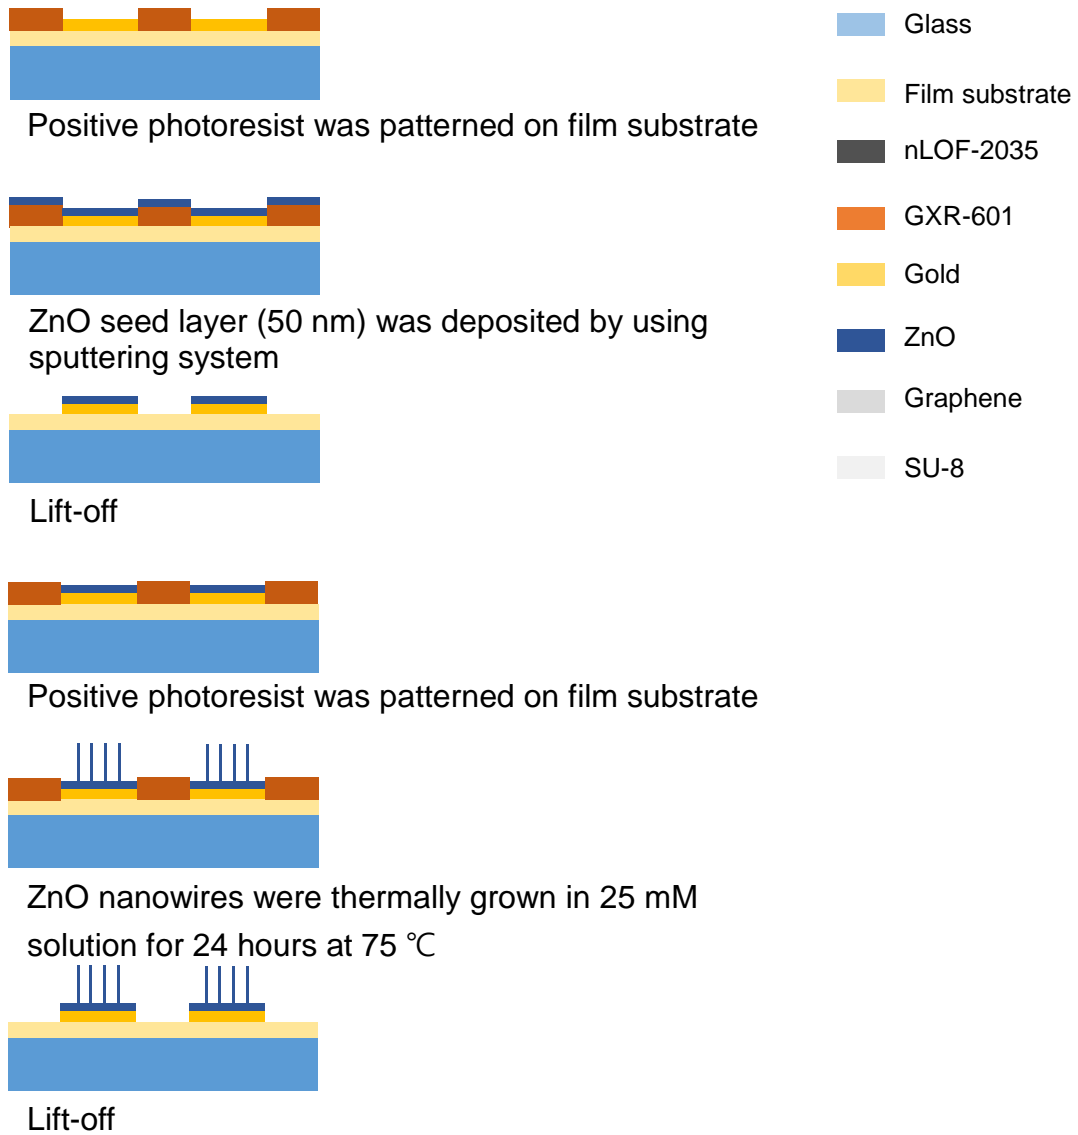 Positive photoresist was patterned on film substrate
ZnO seed layer (50 nm) was deposited by using
sputtering system
Lift-off
Positive photoresist was patterned on film substrate
ZnO nanowires were thermally grown in 25 mM
solution for 24 hours at 75 ℃
Lift-off
Glass
Film substrate
nLOF-2035
GXR-601
Gold
ZnO
Graphene
SU-8